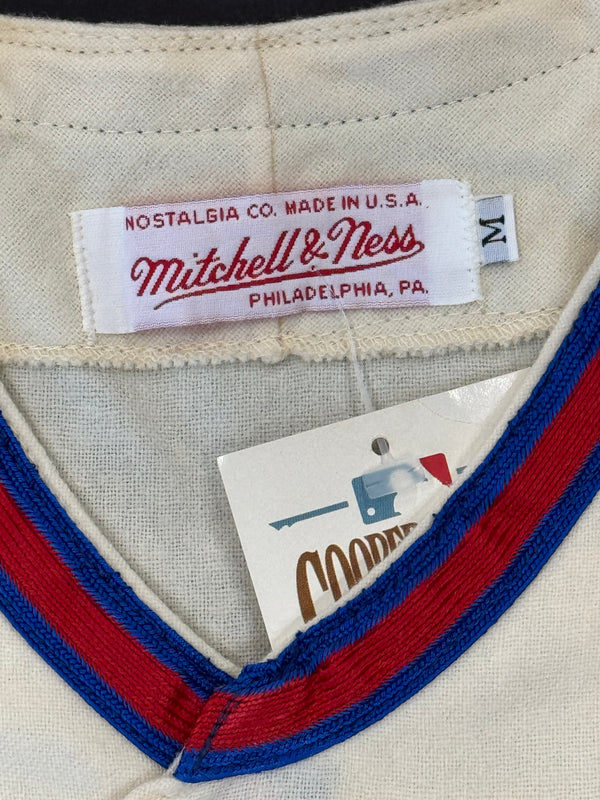 NOSTALGIA CO. MADE IN U.S.A.
Mitchell & Ness
PHILADELPHIA, PA.
M